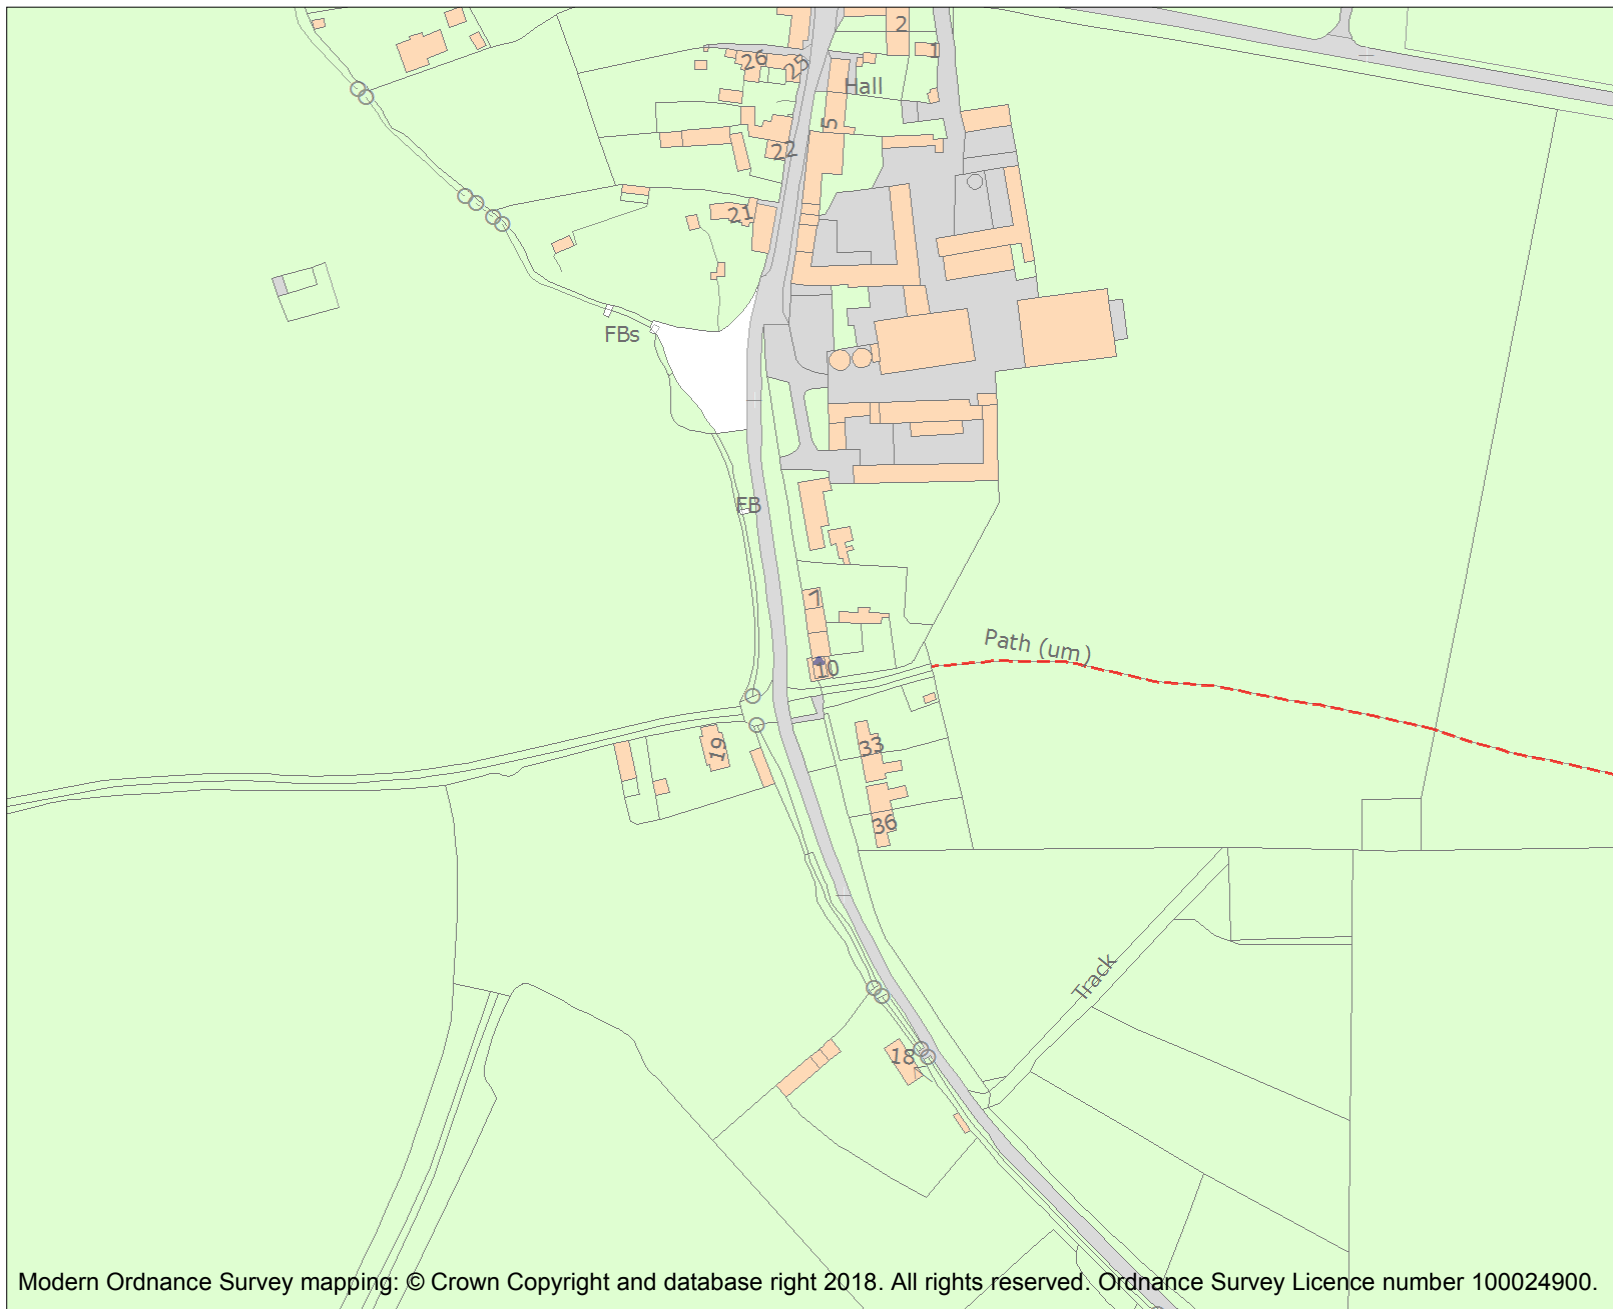 2
1
26
25
Hall
5
22
21
FBs
FB
7
Path (um)
10
19
33
36
Track
18
Modern Ordnance Survey mapping: © Crown Copyright and database right 2018. All rights reserved. Ordnance Survey Licence number 100024900.